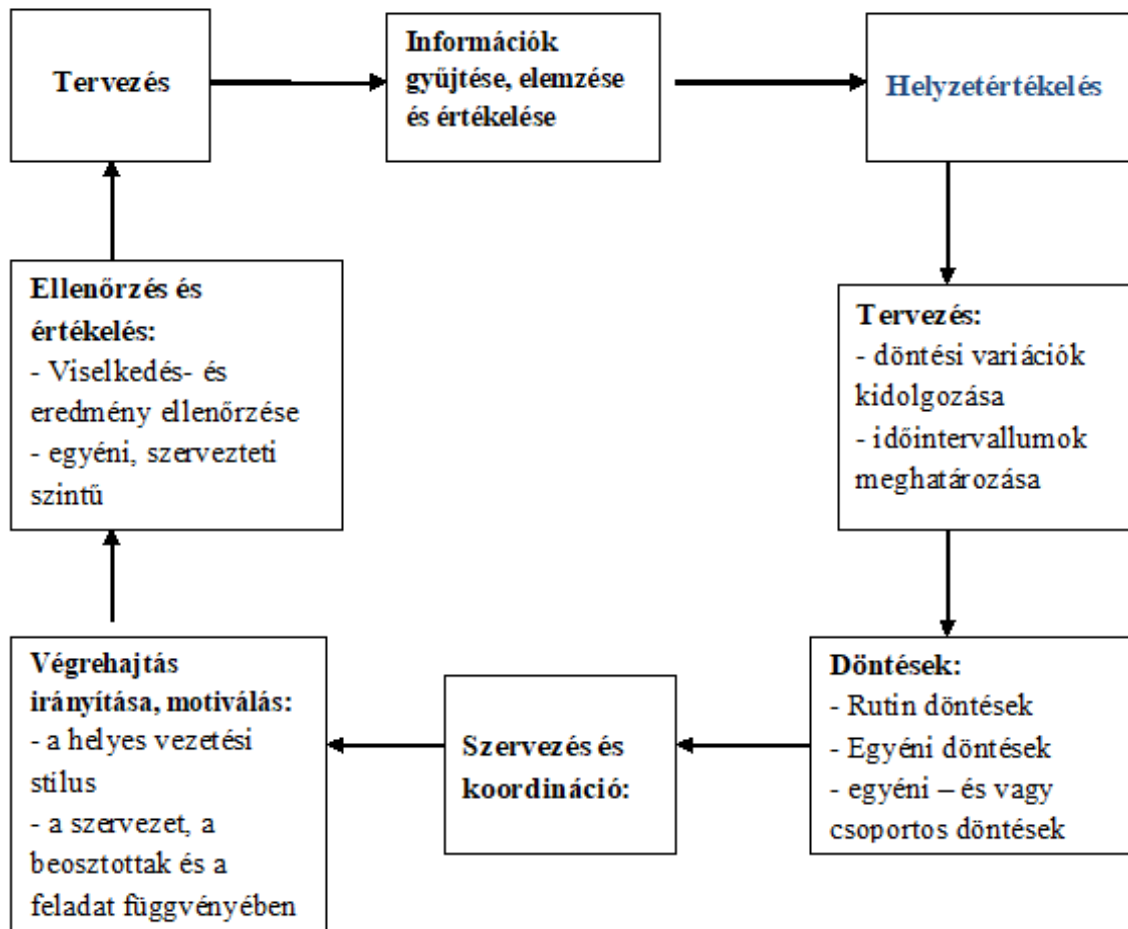 Tervezés
Információk
gyűjtése, elemzése
és értékelése
Helyzetértékelés
Tervezés:
- döntési variációk
kidolgozása
- időintervallumok
meghatározása
Döntések:
- Rutin döntések
- Egyéni döntések
- egyéni – és vagy
csoportos döntések
Szervezés és
koordináció:
Végrehajtás
irányítása, motiválás:
- a helyes vezetési
stílus
- a szervezet, a
beosztottak és a
feladat függvényében
Ellenőrzés és
értékelés:
- Viselkedés- és
eredmény ellenőrzése
- egyéni, szervezteti
szintű